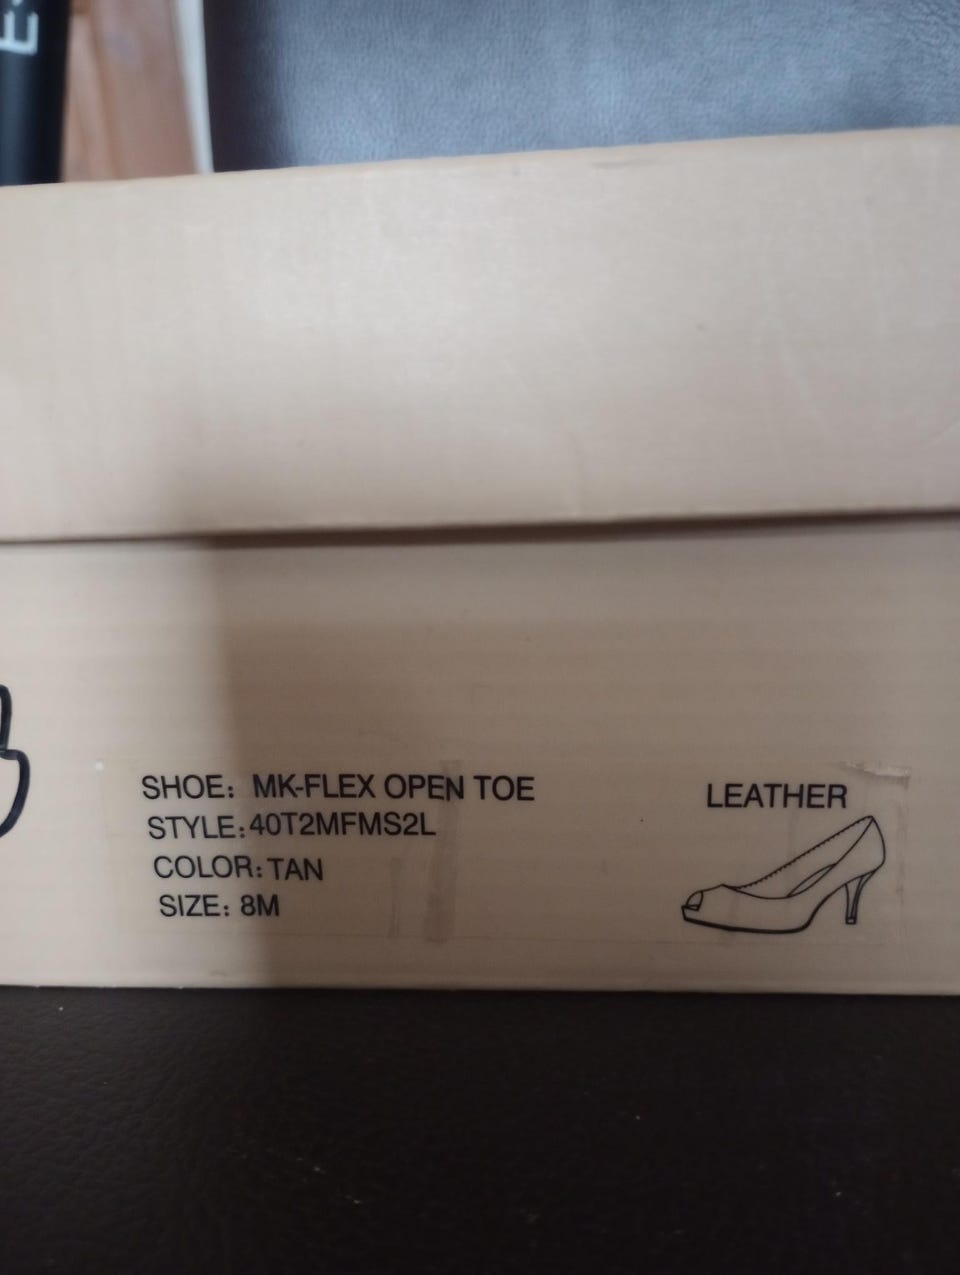 SHOE: MK-FLEX OPEN TOE
STYLE: 40T2MFMS2L
COLOR: TAN
SIZE: 8M
LEATHER